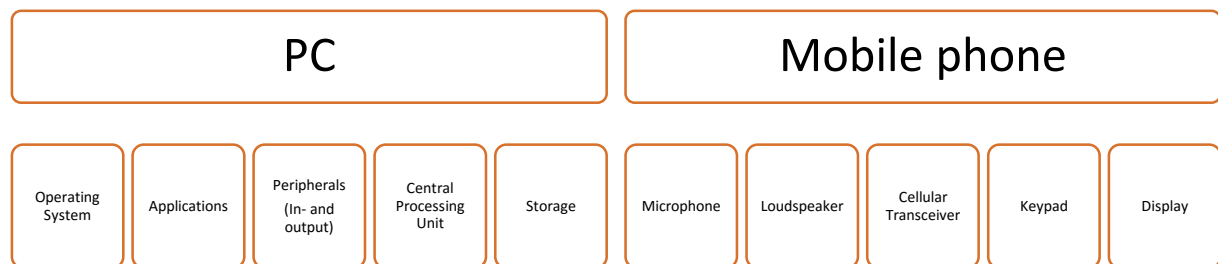 PC
Mobile phone
Operating
System
Applications
Peripherals
(In- and
output)
Central
Processing
Unit
Storage
Microphone
Loudspeaker
Cellular
Transceiver
Keypad
Display